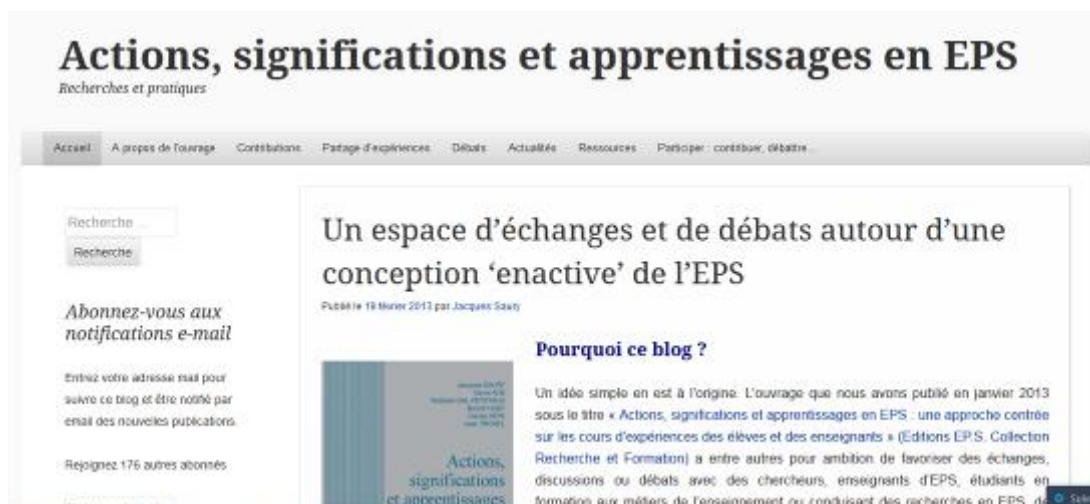 Actions, significations et apprentissages en EPS
Recherches et pratiques
Accueil A propos de l'ouvrage Contributions Partage d'expériences Débats Actualités Ressources Participer : contribuer, débattre...
Recherche ...
Recherche
Abonnez-vous aux
notifications e-mail
Entrez votre adresse mail pour
suivre ce blog et être notifié par
email des nouvelles publications.
Rejoignez 176 autres abonnés
Un espace d'échanges et de débats autour d'une
conception 'enactive' de l'EPS
Publié le 19 février 2013 par Jacques Saury
Actions,
significations
et apprentissages
Pourquoi ce blog ?
Un idée simple en est à l'origine. L'ouvrage que nous avons publié en janvier 2013
sous le titre « Actions, significations et apprentissages en EPS : une approche centrée
sur les cours d'expériences des élèves et des enseignants » (Editions EP.S. Collection
Recherche et Formation) a entre autres pour ambition de favoriser des échanges,
discussions ou débats avec des chercheurs, enseignants d'EPS, étudiants en
formation aux métiers de l'enseignement ou conduisant des recherches en EPS, de